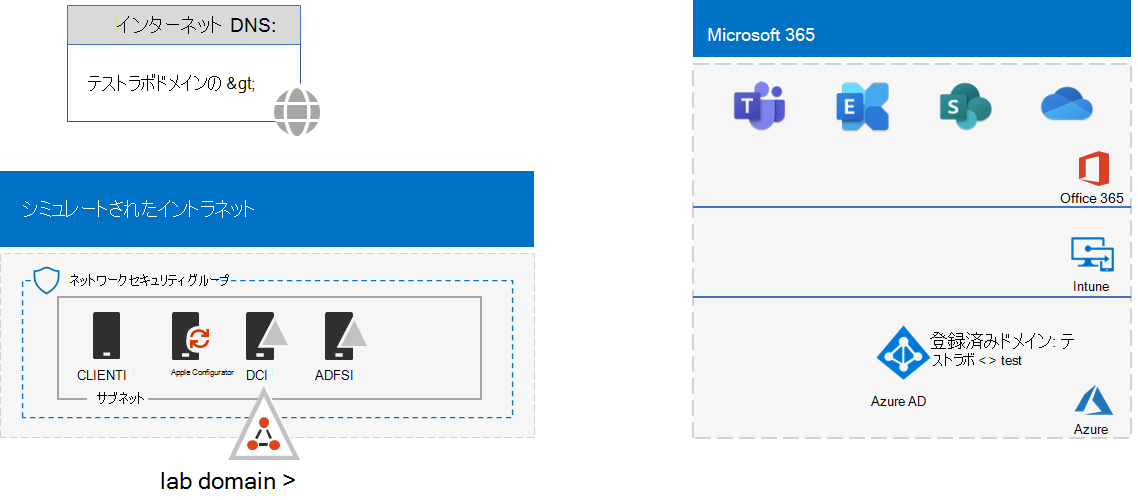 インターネット DNS:
テストラボドメインの &gt;
シミュレートされたイントラネット
ネットワークセキュリティグループ
CLIENTI
Apple Configurator
DCI
ADFSI
サブネット
lab domain >
Microsoft 365
T
E
S
Office 365
Intune
登録済みドメイン: テ
ストラボ < > test
Azure AD
Azure